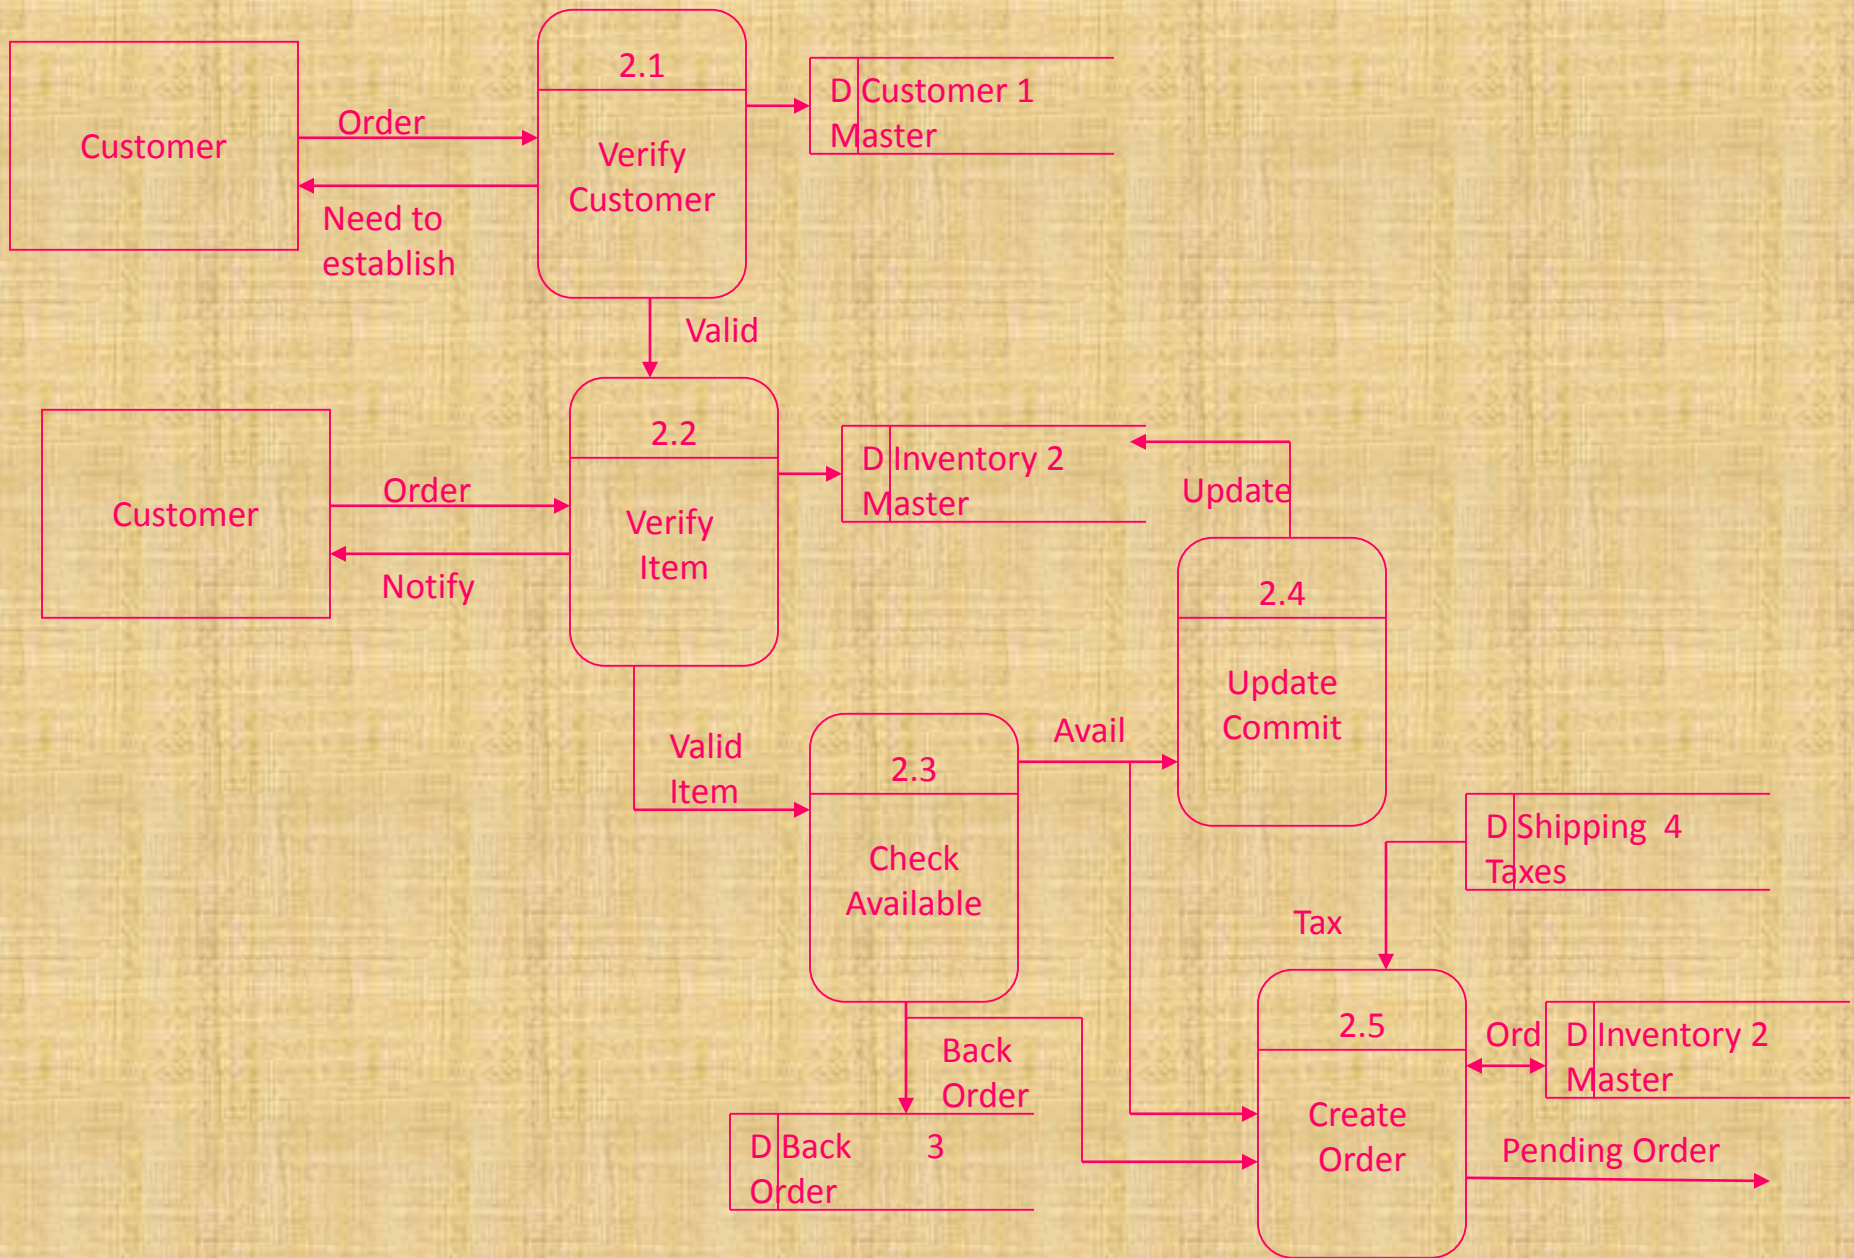 2.1
D Customer 1
Master
Customer
Order
Verify
Customer
Need to
establish
Valid
2.2
D Inventory 2
Master
Customer
Order
Verify
Item
Notify
Update
2.4
Update
Commit
Valid
Item
Avail
2.3
Check
Available
D Shipping 4
Taxes
Tax
2.5
Ord
D Inventory 2
Master
Back
Order
Create
Order
D Back 3
Order
Pending Order